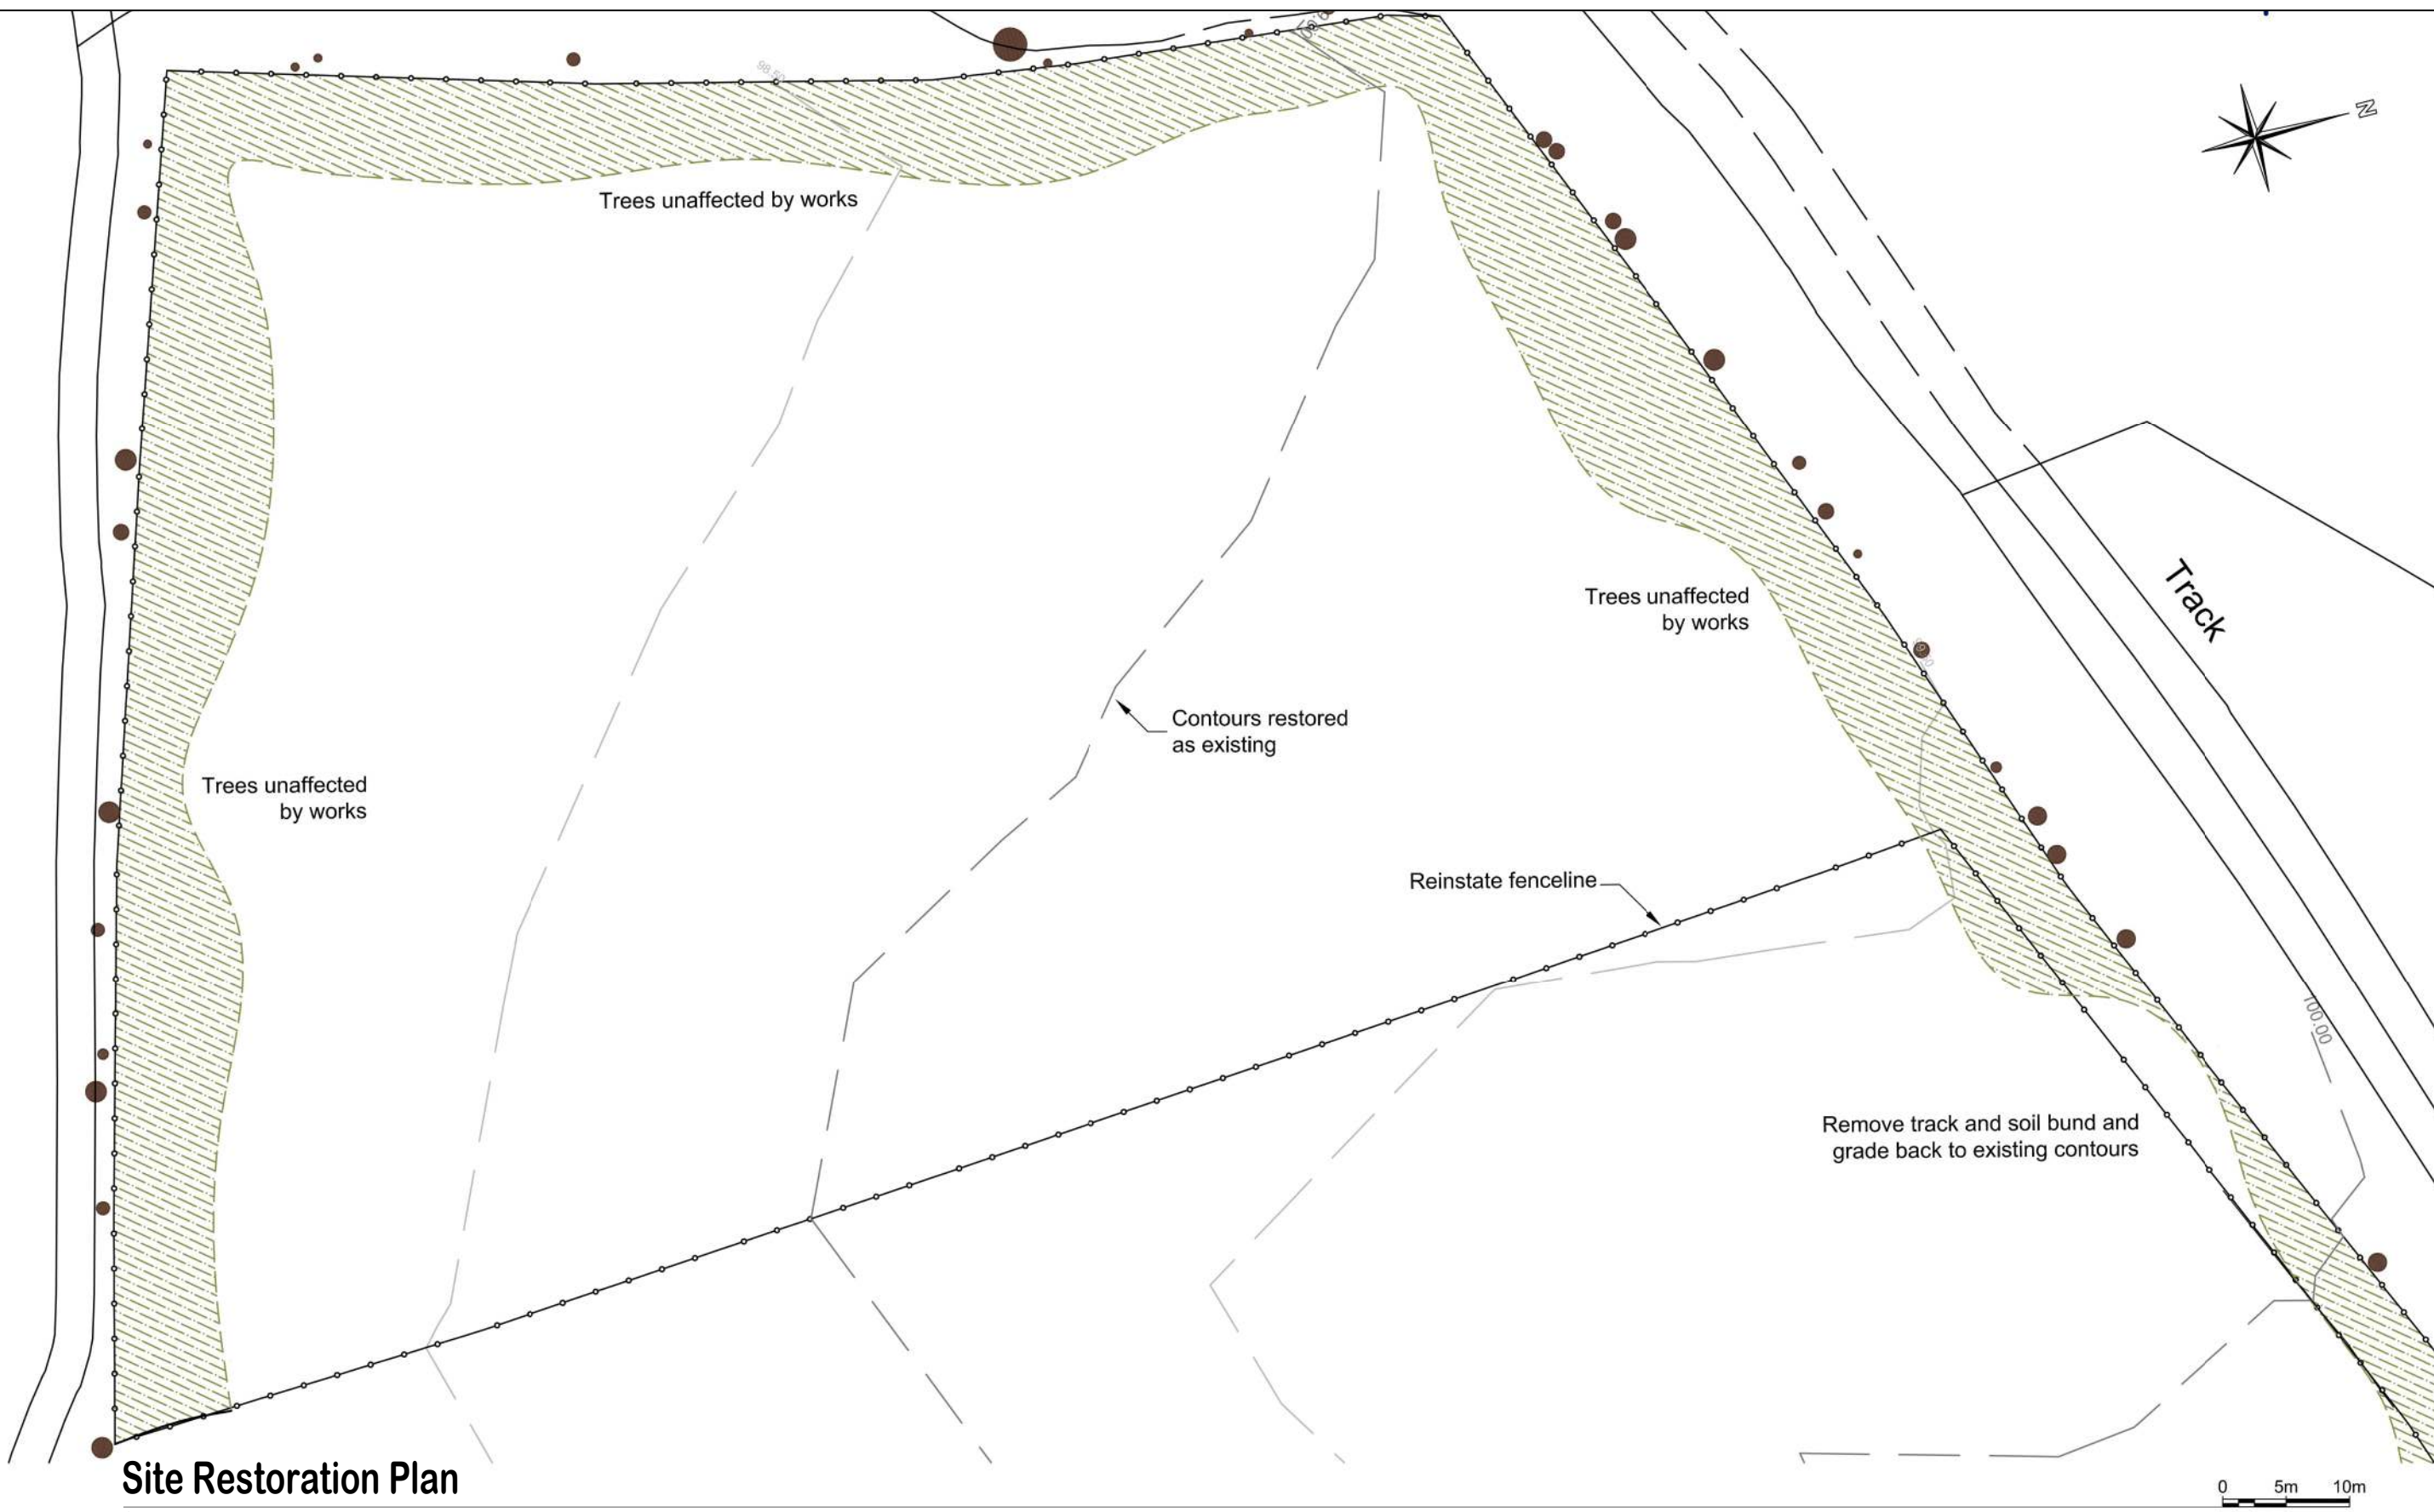 98.50
N
Trees unaffected by works
Track
Trees unaffected
by works
Contours restored
as existing
Trees unaffected
by works
Reinstate fenceline
100.00
Remove track and soil bund and
grade back to existing contours
Site Restoration Plan
0 5m 10m